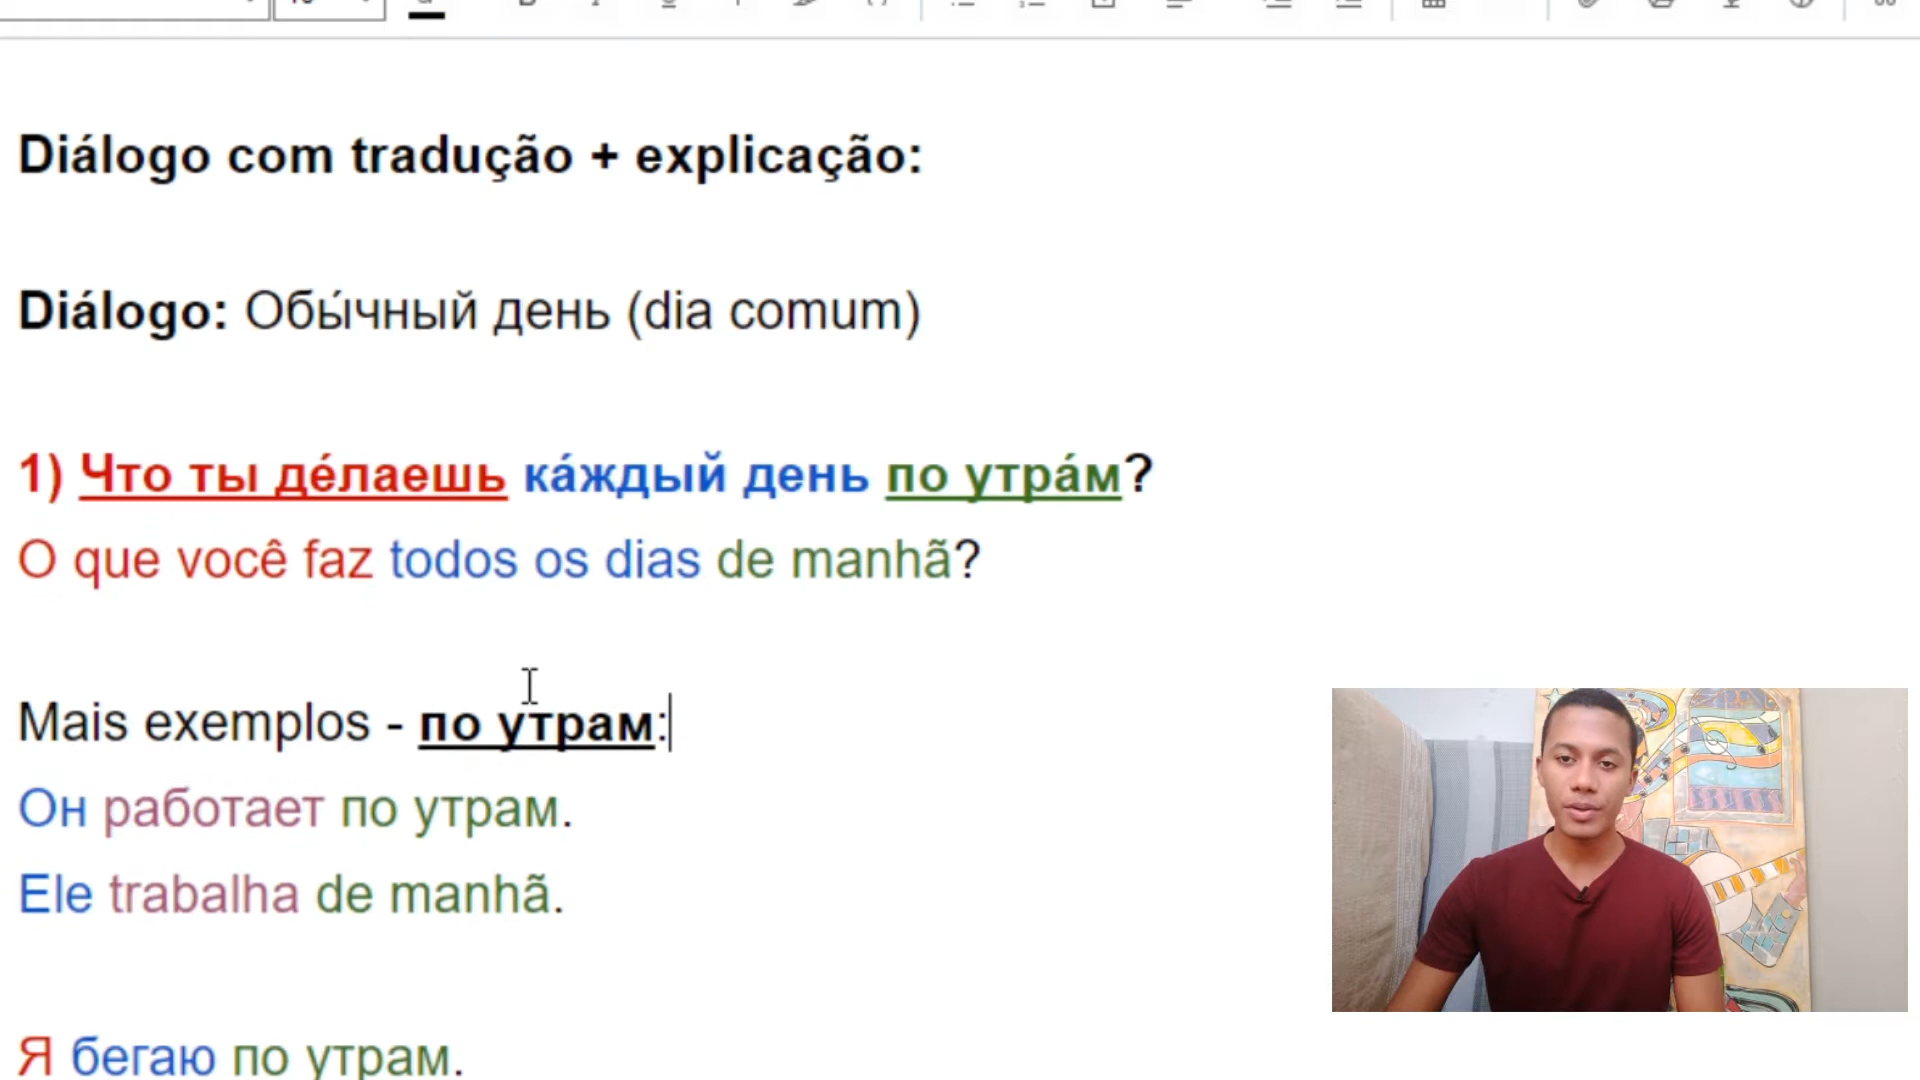 Diálogo com tradução + explicação:
Diálogo: Обы́чный день (dia comum)
1) Что ты де́лаешь ка́ждый день по утра́м?
O que você faz todos os dias de manhã?
Mais exemplos - по утрам:
Он работает по утрам.
Ele trabalha de manhã.
Я бегаю по утрам.